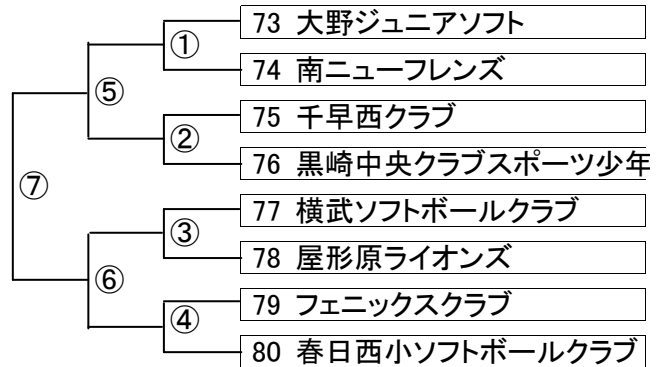 73 大野ジュニアソフト
①
74 南ニューフレンズ
⑤
75 千早西クラブ
②
76 黒崎中央クラブスポーツ少年
⑦
77 横武ソフトボールクラブ
③
78 屋形原ライオンズ
⑥
79 フェニックスクラブ
④
80 春日西小ソフトボールクラブ